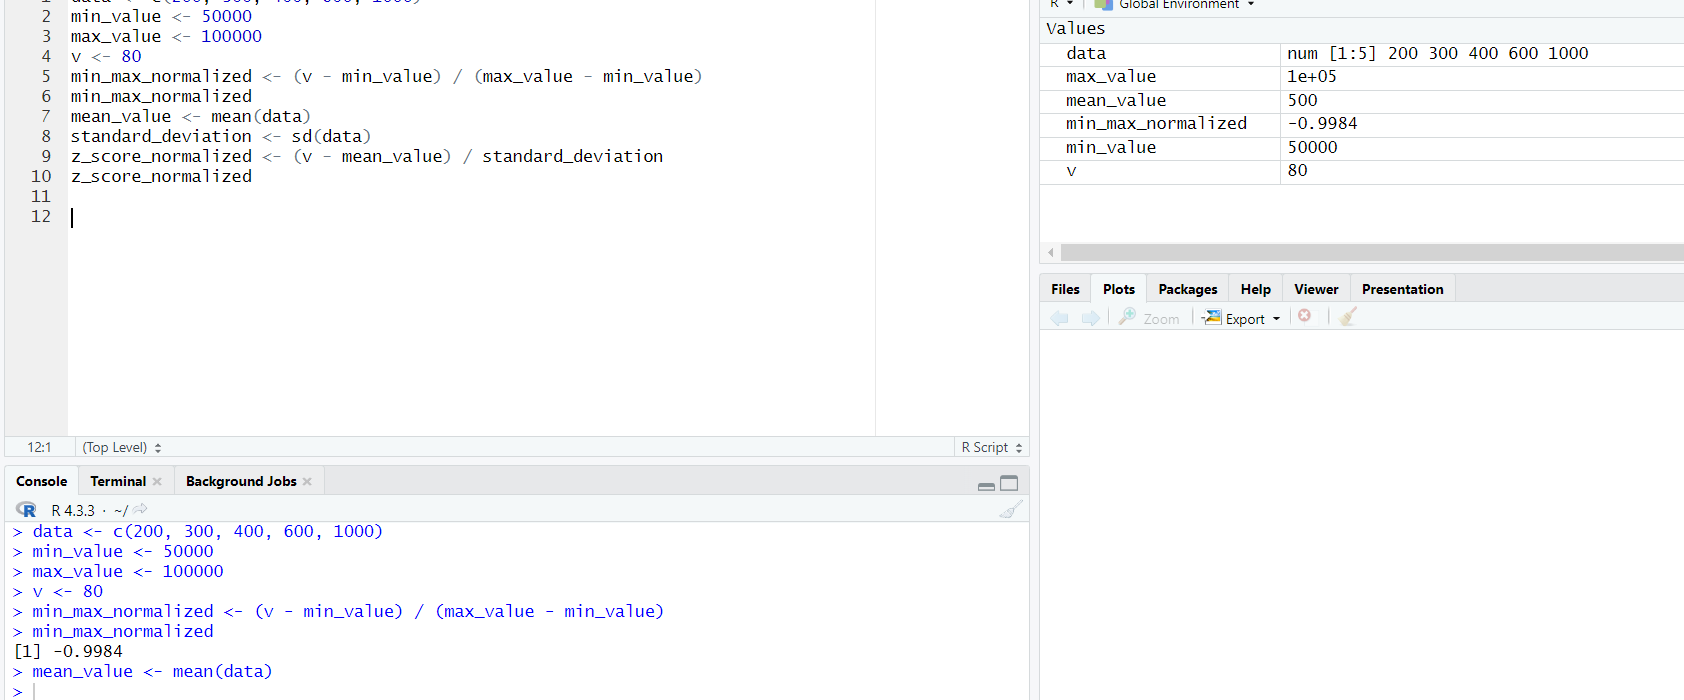 data <- c(200, 300, 400, 600, 1000)
2 min_value <- 50000
3 max_value <- 100000
4 v <- 80
5 min_max_normalized <- (v - min_value) / (max_value - min_value)
6 min_max_normalized
7 mean_value <- mean(data)
8 standard_deviation <- sd(data)
9 z_score_normalized <- (v - mean_value) / standard_deviation
10 z_score_normalized
11
12
12:1 (Top Level) R Script
Console Terminal Background Jobs
R R 4.3.3 · ~/
> data <- c(200, 300, 400, 600, 1000)
> min_value <- 50000
> max_value <- 100000
> v <- 80
> min_max_normalized <- (v - min_value) / (max_value - min_value)
> min_max_normalized
[1] -0.9984
> mean_value <- mean(data)
>
R Global Environment
Values
data num [1:5] 200 300 400 600 1000
max_value 1e+05
mean_value 500
min_max_normalized -0.9984
min_value 50000
v 80
Files Plots Packages Help Viewer Presentation
Zoom Export